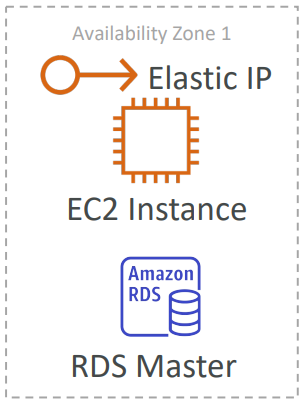 Availability Zone 1
Elastic IP
EC2 Instance
Amazon
RDS
RDS Master